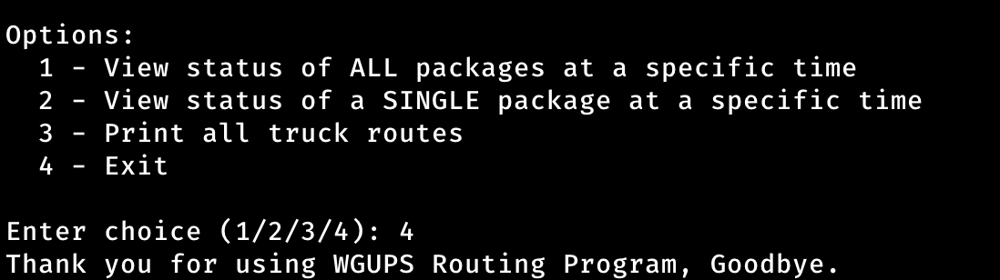 Options:
  1 - View status of ALL packages at a specific time
  2 - View status of a SINGLE package at a specific time
  3 - Print all truck routes
  4 - Exit

Enter choice (1/2/3/4): 4
Thank you for using WGUPS Routing Program, Goodbye.